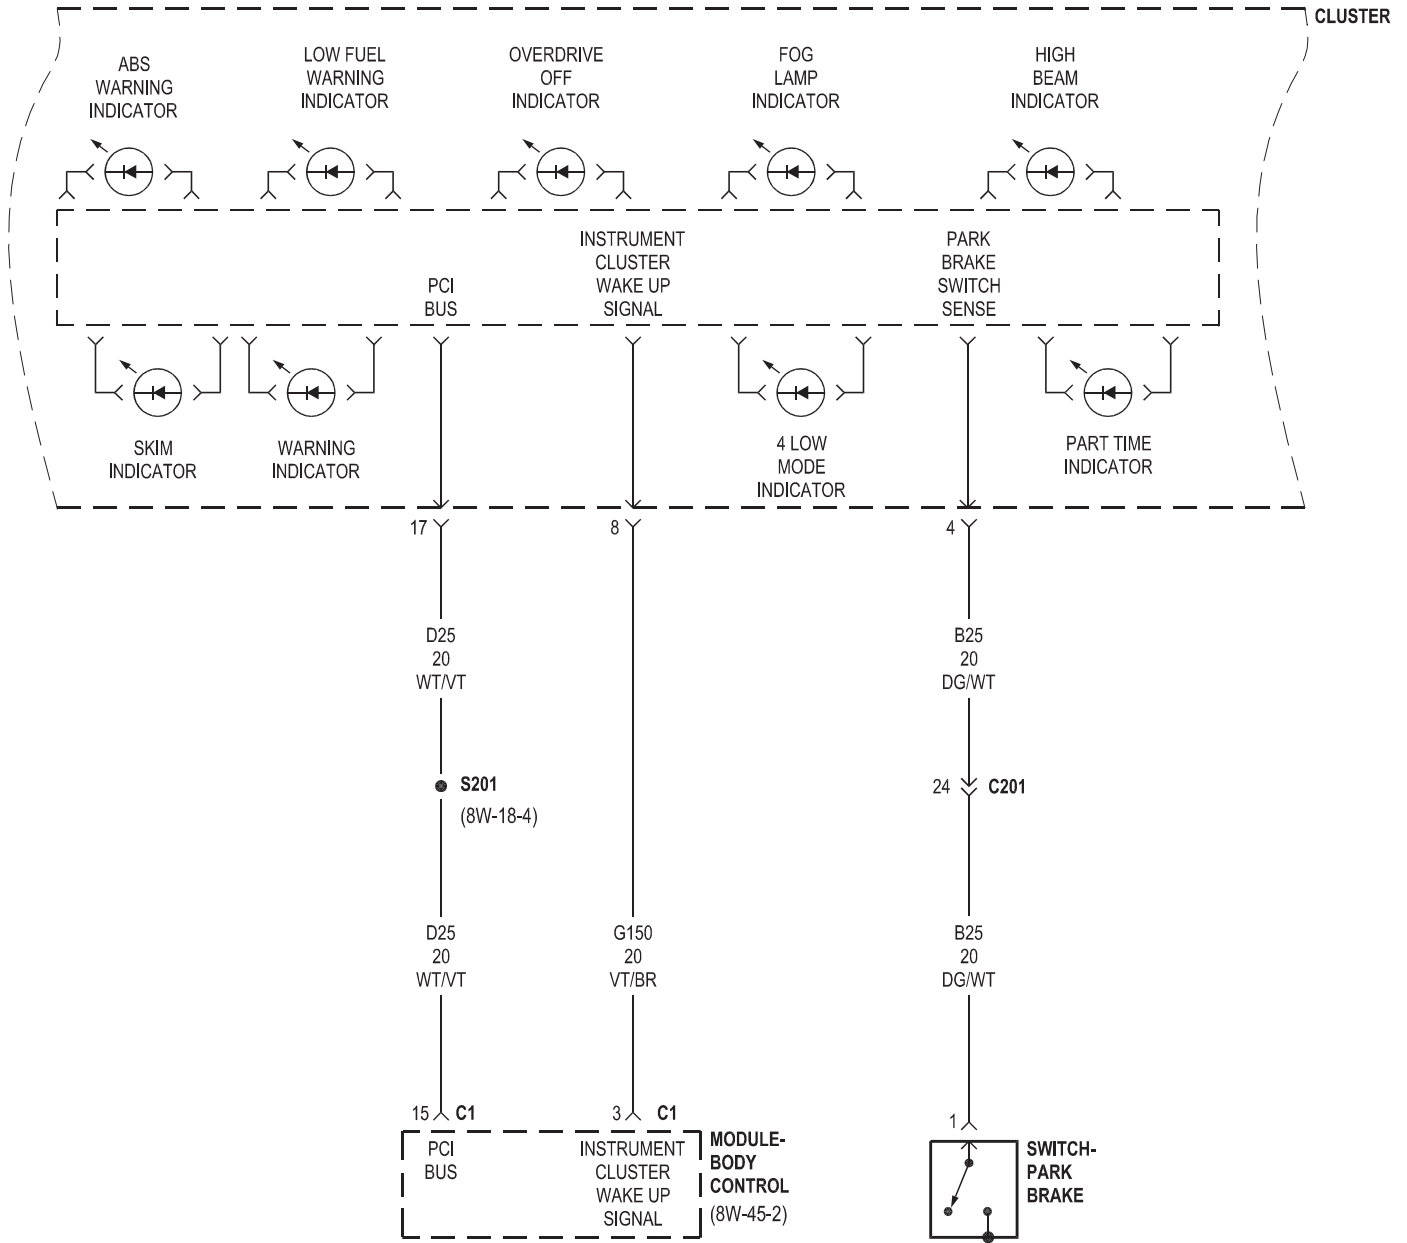 CLUSTER
ABS
WARNING
INDICATOR
LOW FUEL
WARNING
INDICATOR
OVERDRIVE
OFF
INDICATOR
FOG
LAMP
INDICATOR
HIGH
BEAM
INDICATOR
PCI
BUS
INSTRUMENT
CLUSTER
WAKE UP
SIGNAL
PARK
BRAKE
SWITCH
SENSE
SKIM
INDICATOR
WARNING
INDICATOR
4 LOW
MODE
INDICATOR
PART TIME
INDICATOR
17
8
4
D25
20
WT/VT
B25
20
DG/WT
S201
(8W-18-4)
24
C201
D25
20
WT/VT
G150
20
VT/BR
B25
20
DG/WT
15
C1
3
C1
1
PCI
BUS
INSTRUMENT
CLUSTER
WAKE UP
SIGNAL
MODULE-
BODY
CONTROL
(8W-45-2)
SWITCH-
PARK
BRAKE